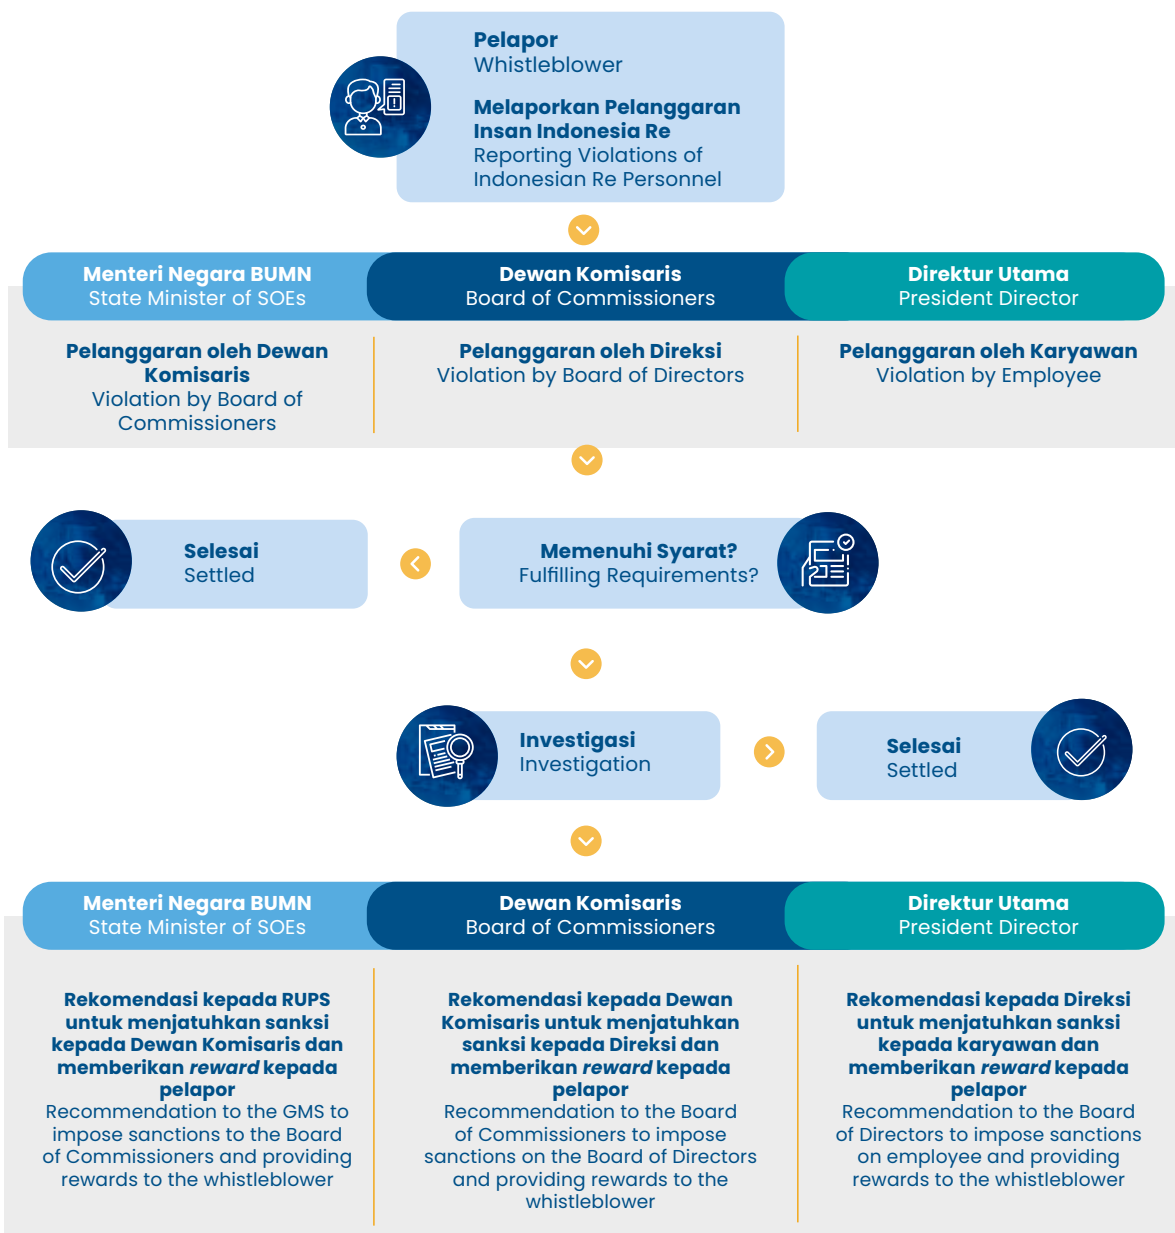 Pelapor
Whistleblower
Melaporkan Pelanggaran
Insan Indonesia Re
Reporting Violations of
Indonesian Re Personnel
Menteri Negara BUMN
State Minister of SOEs
Dewan Komisaris
Board of Commissioners
Direktur Utama
President Director
Pelanggaran oleh Dewan
Komisaris
Violation by Board of
Commissioners
Pelanggaran oleh Direksi
Violation by Board of Directors
Pelanggaran oleh Karyawan
Violation by Employee
Selesai
Settled
Memenuhi Syarat?
Fulfilling Requirements?
Investigasi
Investigation
Selesai
Settled
Menteri Negara BUMN
State Minister of SOEs
Dewan Komisaris
Board of Commissioners
Direktur Utama
President Director
Rekomendasi kepada RUPS
untuk menjatuhkan sanksi
kepada Dewan Komisaris dan
memberikan reward kepada
pelapor
Recommendation to the GMS to
impose sanctions to the Board
of Commissioners and providing
rewards to the whistleblower
Rekomendasi kepada Dewan
Komisaris untuk menjatuhkan
sanksi kepada Direksi dan
memberikan reward kepada
pelapor
Recommendation to the Board
of Commissioners to impose
sanctions on the Board of Directors
and providing rewards to the
whistleblower
Rekomendasi kepada Direksi
untuk menjatuhkan sanksi
kepada karyawan dan
memberikan reward kepada
pelapor
Recommendation to the Board
of Directors to impose sanctions
on employee and providing
rewards to the whistleblower